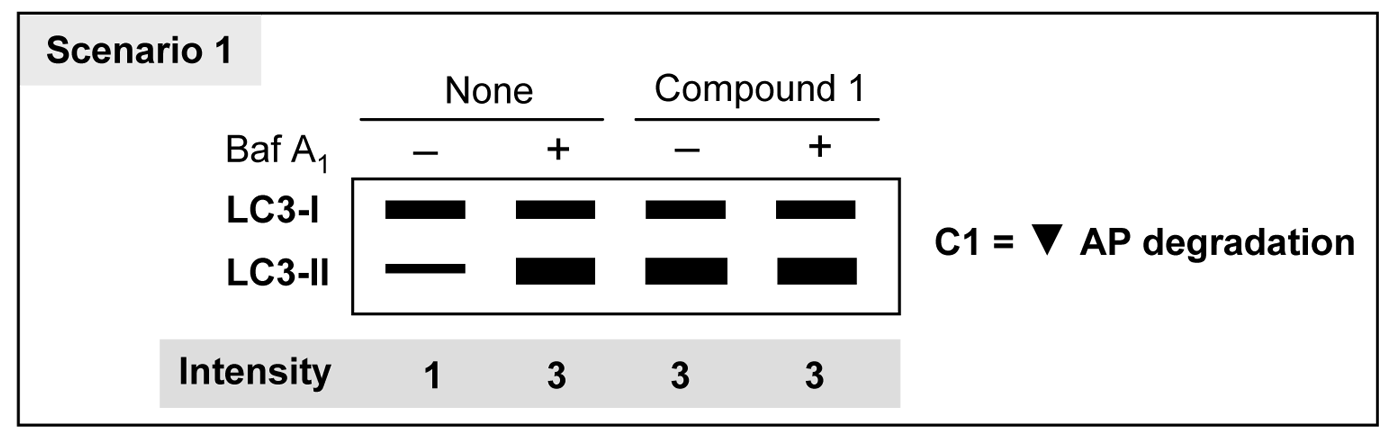 Scenario 1
None Compound 1
Baf A₁ – + – +
LC3-I
LC3-II
C1 = ▼ AP degradation
Intensity 1 3 3 3